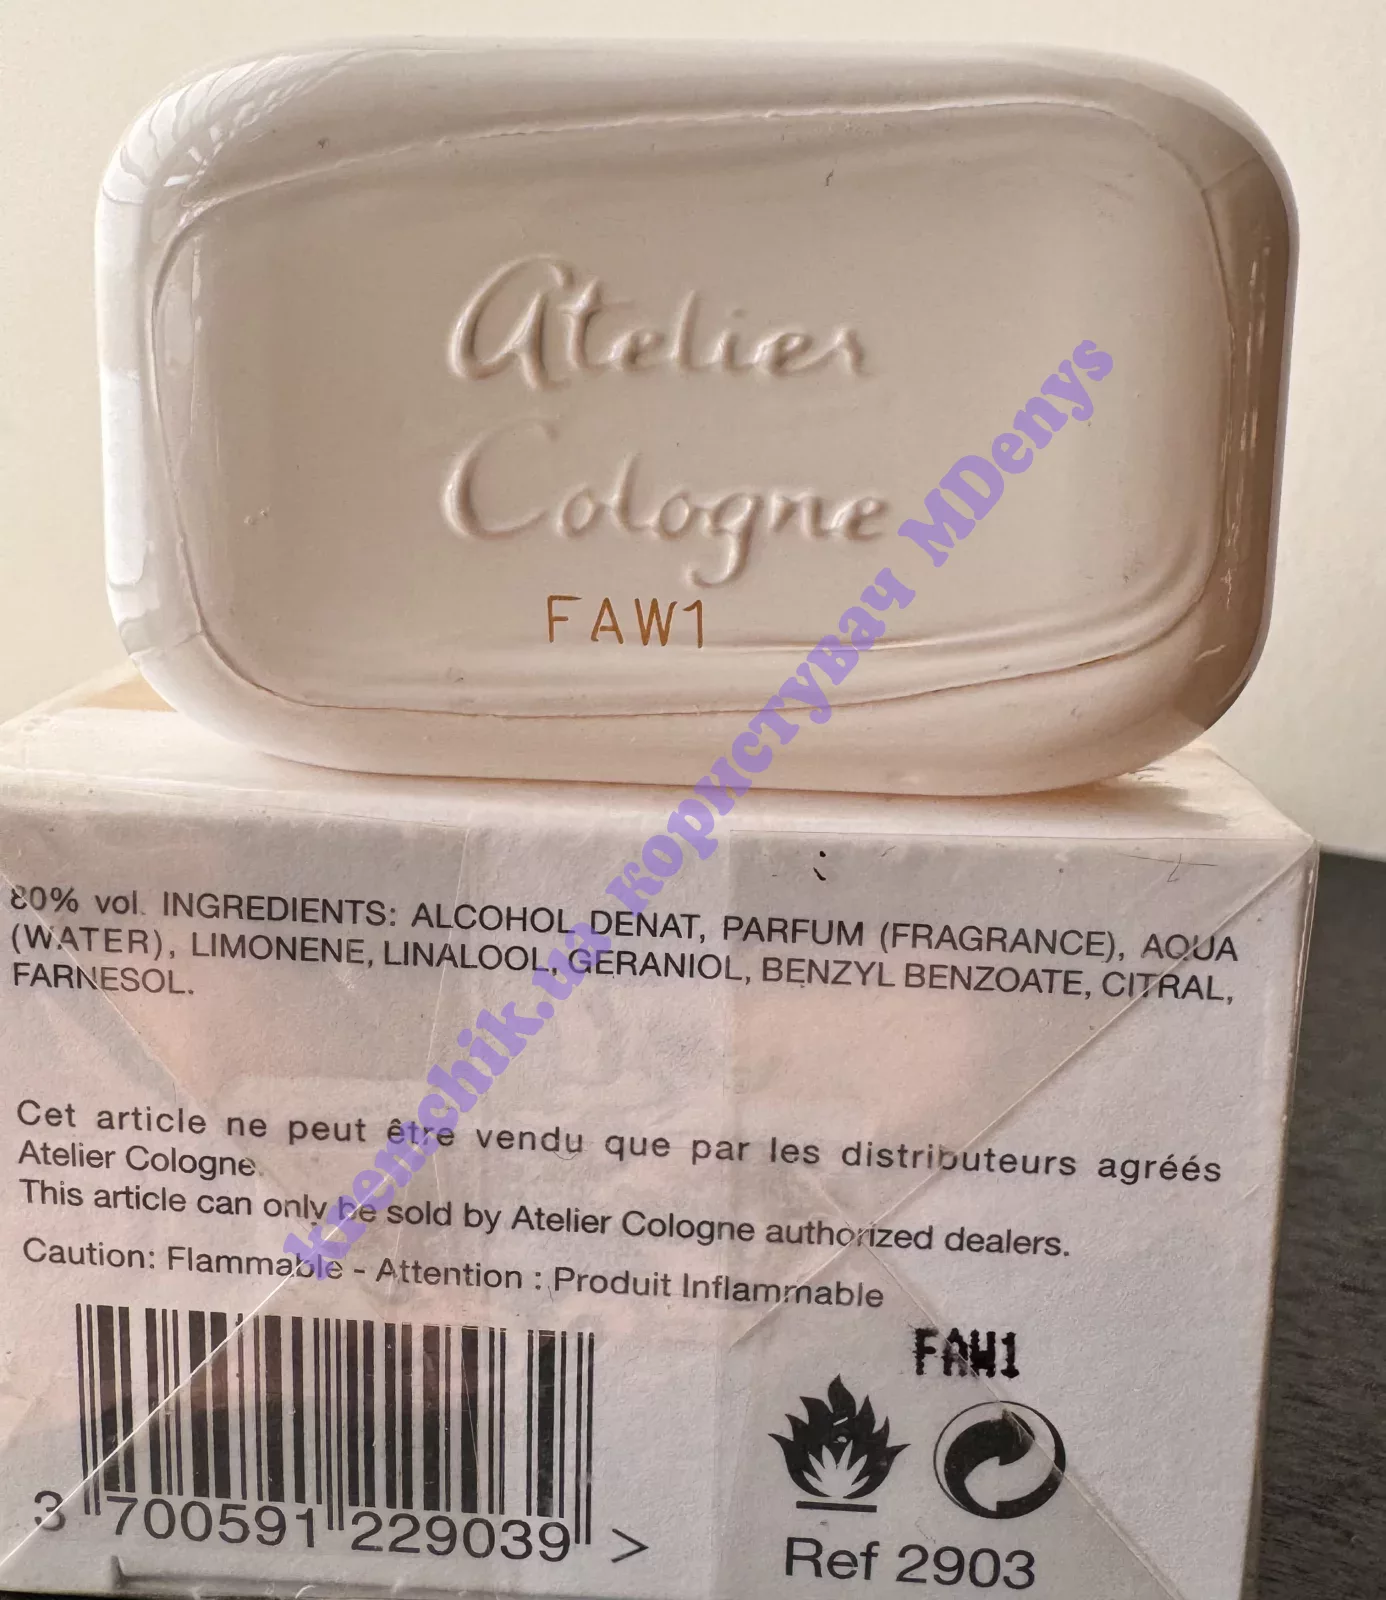 Atelier
Cologne
FAW1
kremchik.ua користувач MDenys
80% vol. INGREDIENTS: ALCOHOL DENAT, PARFUM (FRAGRANCE), AQUA
(WATER), LIMONENE, LINALOOL, GERANIOL, BENZYL BENZOATE, CITRAL,
FARNESOL.
Cet article ne peut être vendu que par les distributeurs agréés
Atelier Cologne.
This article can only be sold by Atelier Cologne authorized dealers.
Caution: Flammable - Attention : Produit Inflammable
FAW1
3 700591 229039 >
Ref 2903